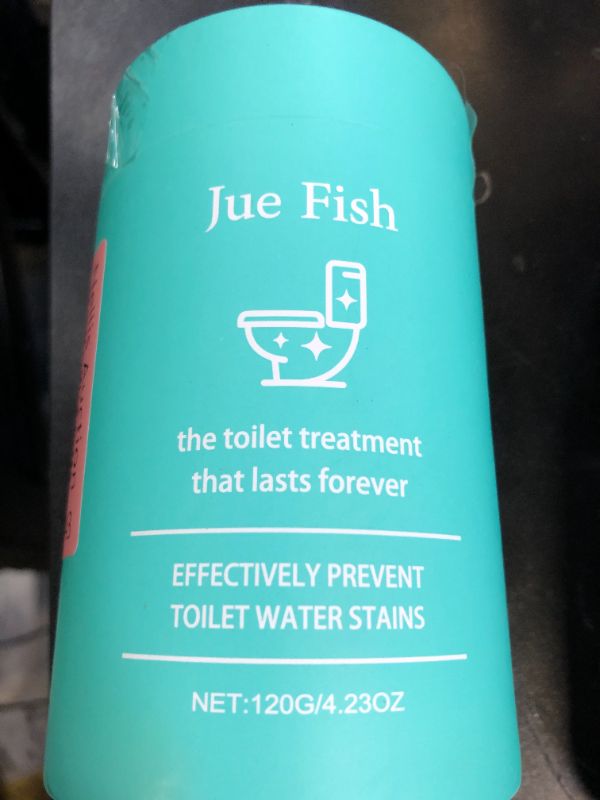 Jue Fish
the toilet treatment
that lasts forever
EFFECTIVELY PREVENT
TOILET WATER STAINS
NET:120G/4.23OZ